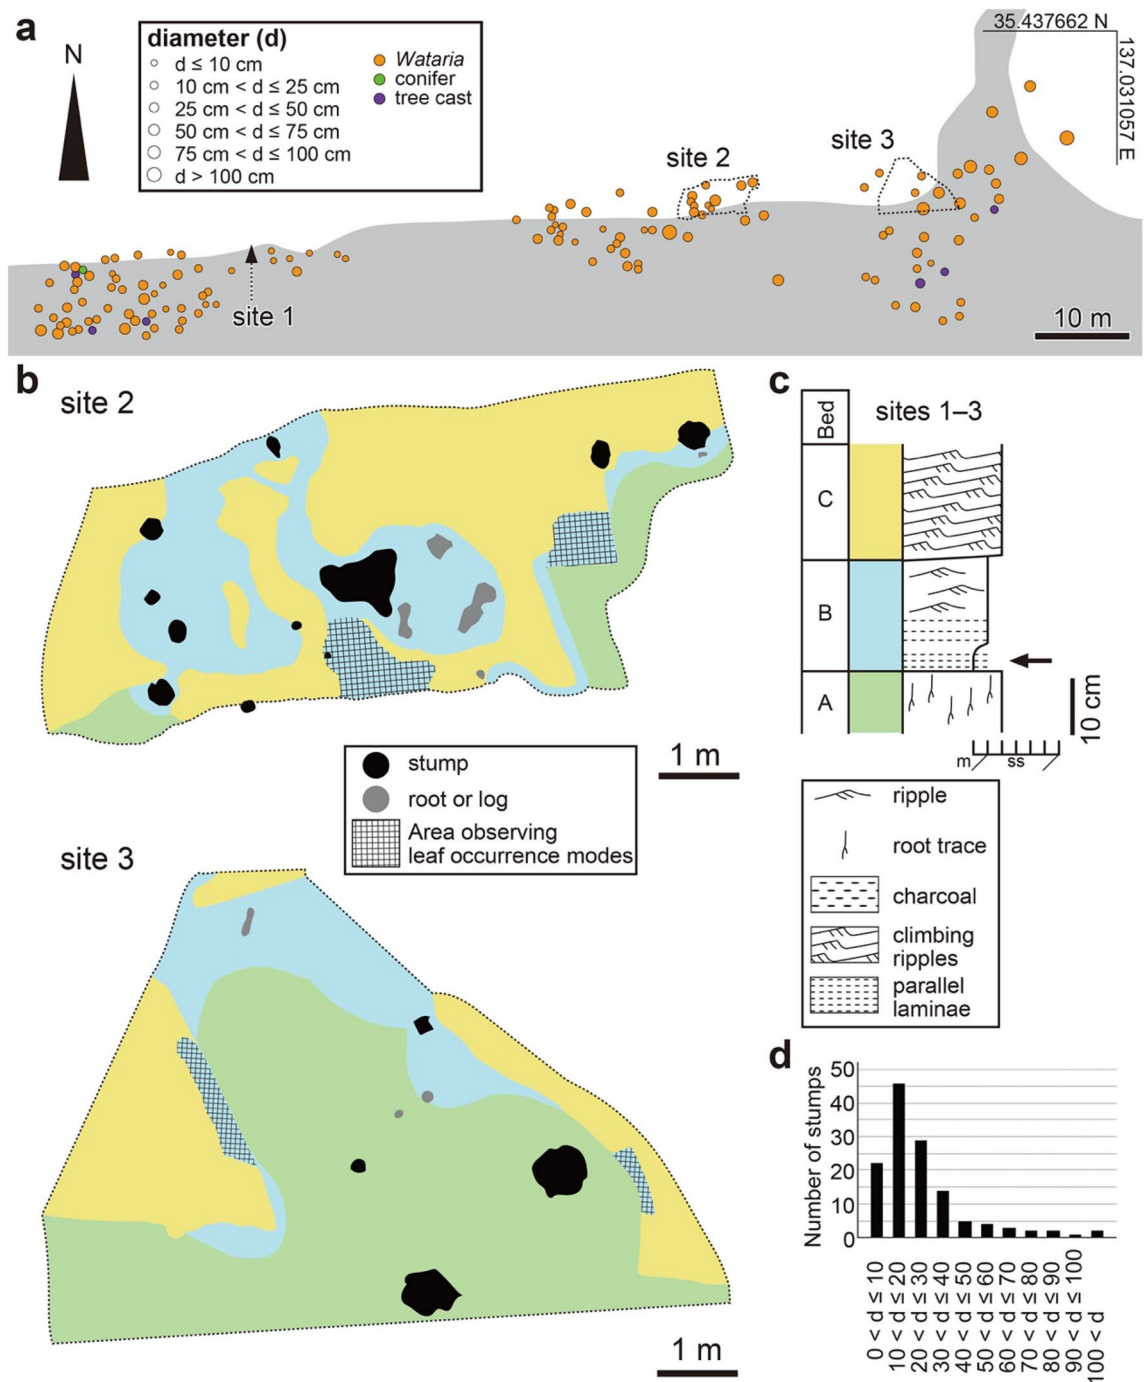 a
N
diameter (d)
d ≤ 10 cm
10 cm < d ≤ 25 cm
25 cm < d ≤ 50 cm
50 cm < d ≤ 75 cm
75 cm < d ≤ 100 cm
d > 100 cm
Wataria
conifer
tree cast
35.437662 N
137.031057 E
site 1
site 2
site 3
10 m
b
site 2
1 m
stump
root or log
Area observing
leaf occurrence modes
site 3
1 m
c
sites 1–3
Bed
C
B
A
10 cm
m
ss
ripple
root trace
charcoal
climbing
ripples
parallel
laminae
d
Number of stumps
50
40
30
20
10
0
0 < d ≤ 10
10 < d ≤ 20
20 < d ≤ 30
30 < d ≤ 40
40 < d ≤ 50
50 < d ≤ 60
60 < d ≤ 70
70 < d ≤ 80
80 < d ≤ 90
90 < d ≤ 100
100 < d